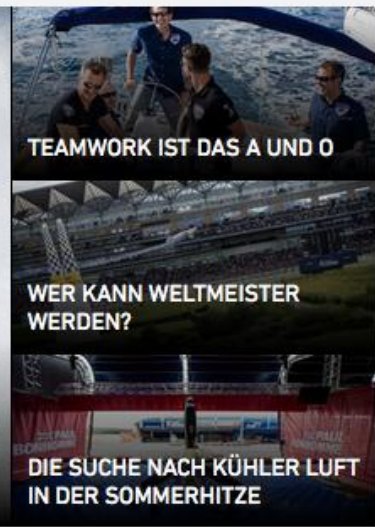 TEAMWORK IST DAS A UND O
WER KANN WELTMEISTER
WERDEN?
DIE SUCHE NACH KÜHLER LUFT
IN DER SOMMERHITZE